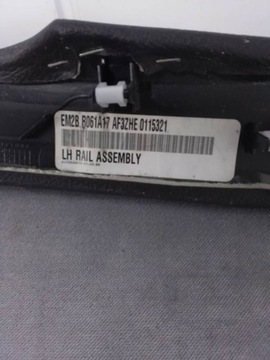 EM2B R061A17 AF3ZHE 0115321
LH RAIL ASSEMBLY